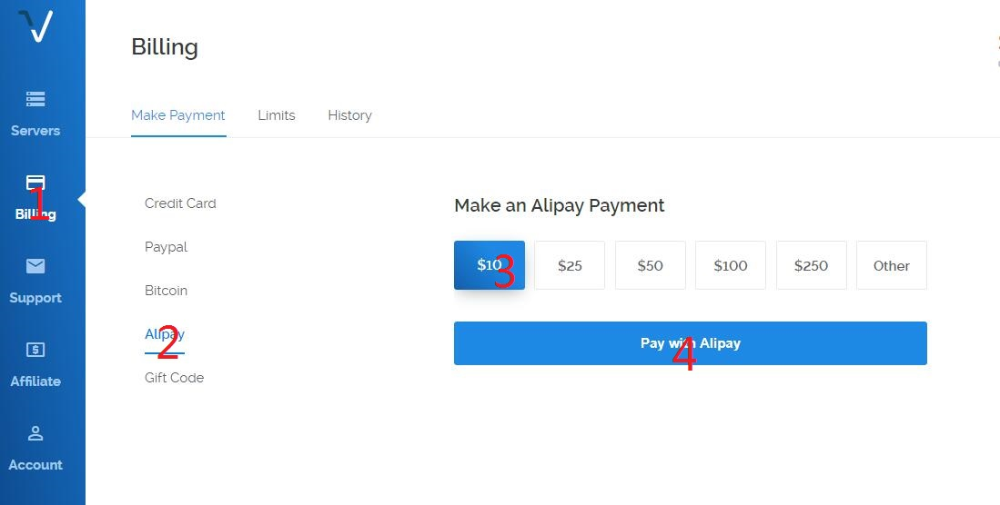 Billing
Make Payment Limits History
Servers
1
Billing
Support
Affiliate
Account
Credit Card
Paypal
Bitcoin
Alipay
2
Gift Code
Make an Alipay Payment
$10 $25 $50 $100 $250 Other
3
Pay with Alipay
4